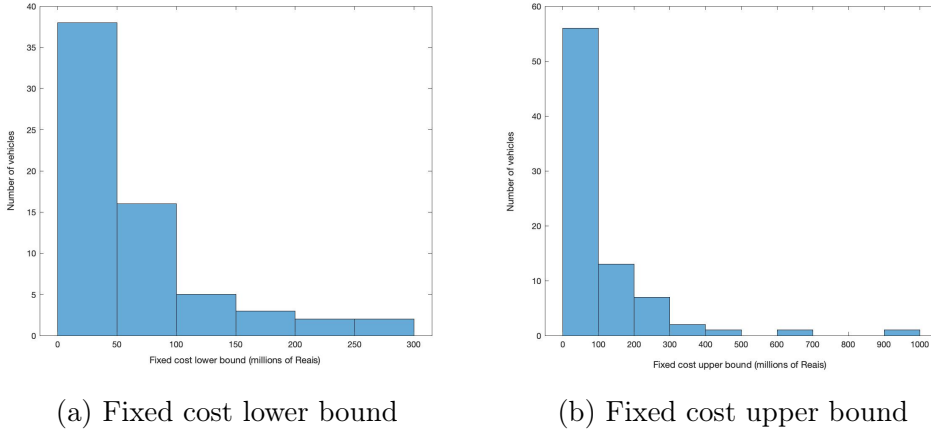 40
35
30
25
20
15
10
5
0
Number of vehicles
0 50 100 150 200 250 300
Fixed cost lower bound (millions of Reais)
(a) Fixed cost lower bound
60
50
40
30
20
10
0
Number of vehicles
0 100 200 300 400 500 600 700 800 900 1000
Fixed cost upper bound (millions of Reais)
(b) Fixed cost upper bound